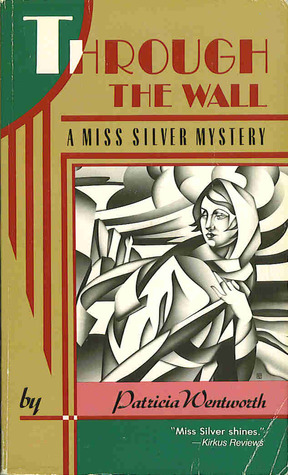 THROUGH
THE WALL
A MISS SILVER MYSTERY
by
Patricia Wentworth
"Miss Silver shines."
—Kirkus Reviews